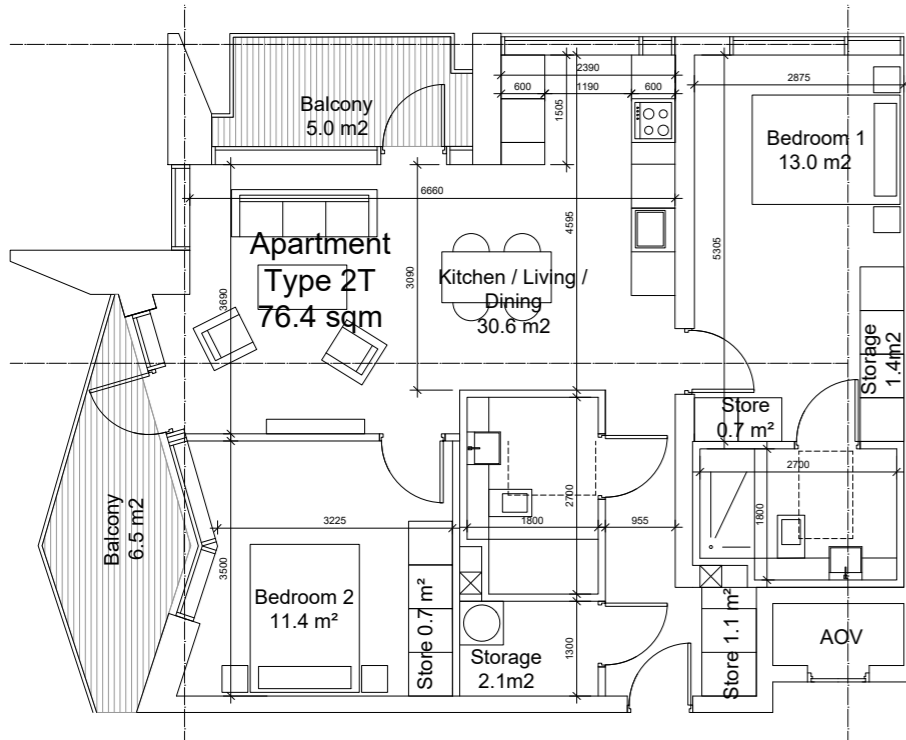 2390
600
1190
600
2875
Balcony
5.0 m2
1505
Bedroom 1
13.0 m2
6660
4595
5305
3090
3690
Apartment
Type 2T
76.4 sqm
Kitchen / Living /
Dining
30.6 m2
Storage
1.4m2
Store
0.7 m²
2700
1800
Balcony
6.5 m2
3225
3500
1800
2700
955
Bedroom 2
11.4 m²
Store 0.7 m²
Storage
2.1m2
1300
Store 1.1 m²
AOV